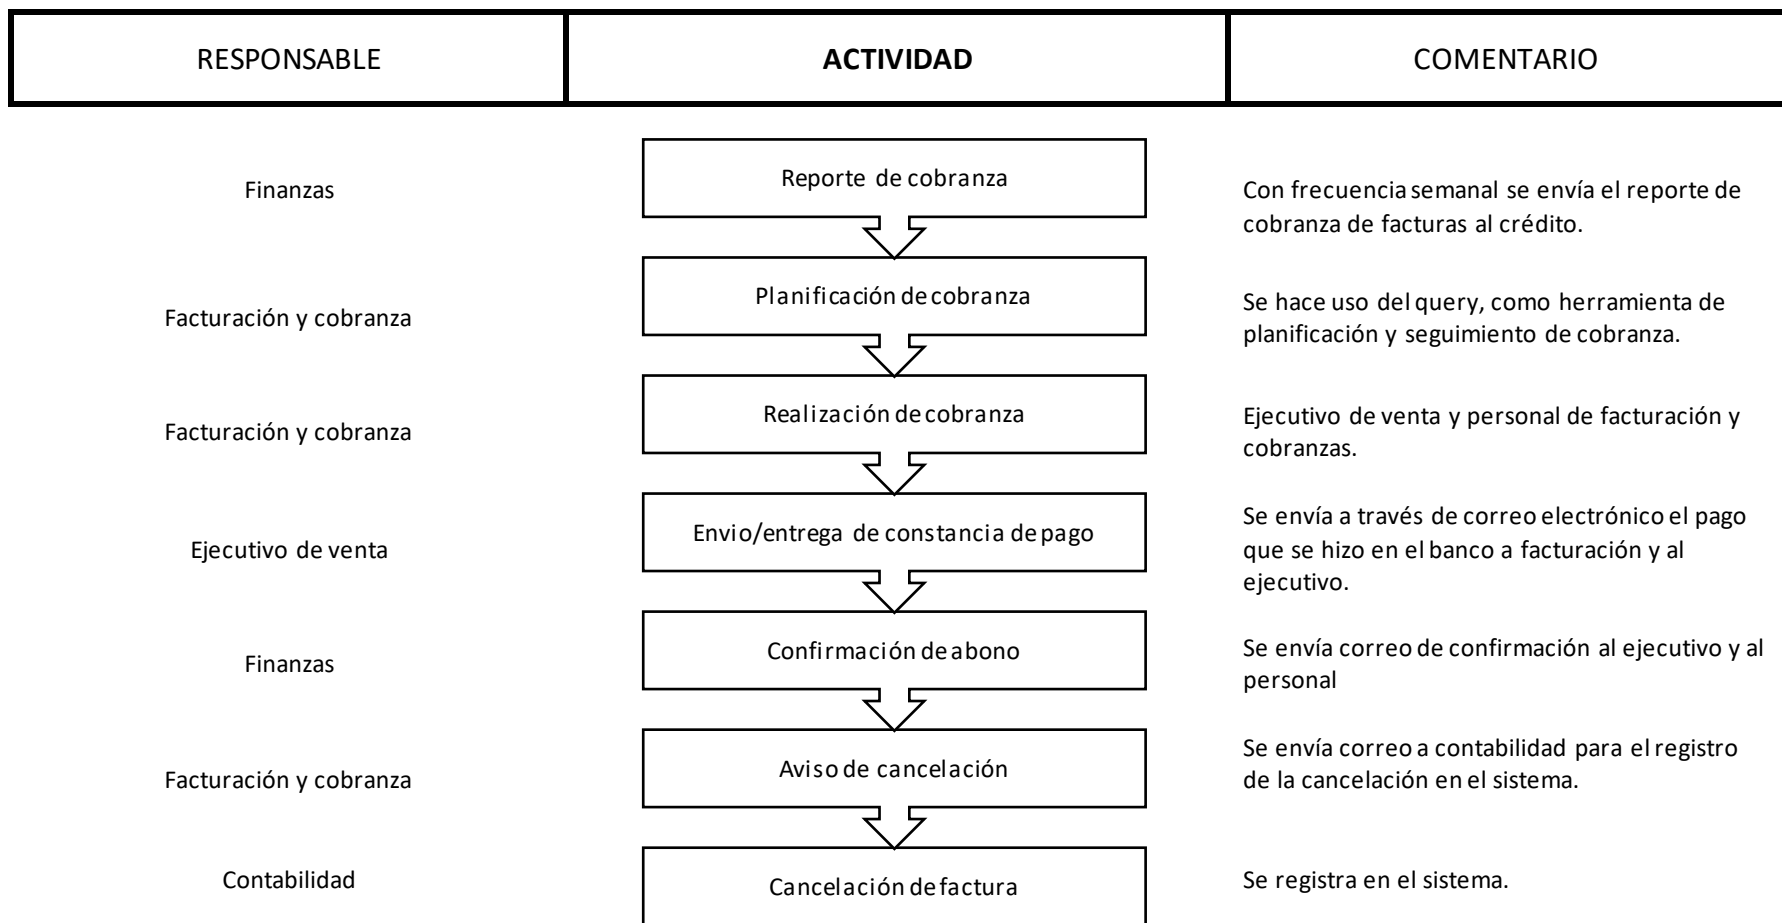 RESPONSABLE
ACTIVIDAD
COMENTARIO
Finanzas
Reporte de cobranza
Con frecuencia semanal se envía el reporte de
cobranza de facturas al crédito.
Facturación y cobranza
Planificación de cobranza
Se hace uso del query, como herramienta de
planificación y seguimiento de cobranza.
Facturación y cobranza
Realización de cobranza
Ejecutivo de venta y personal de facturación y
cobranzas.
Ejecutivo de venta
Envio/entrega de constancia de pago
Se envía a través de correo electrónico el pago
que se hizo en el banco a facturación y al
ejecutivo.
Finanzas
Confirmación de abono
Se envía correo de confirmación al ejecutivo y al
personal
Facturación y cobranza
Aviso de cancelación
Se envía correo a contabilidad para el registro
de la cancelación en el sistema.
Contabilidad
Cancelación de factura
Se registra en el sistema.